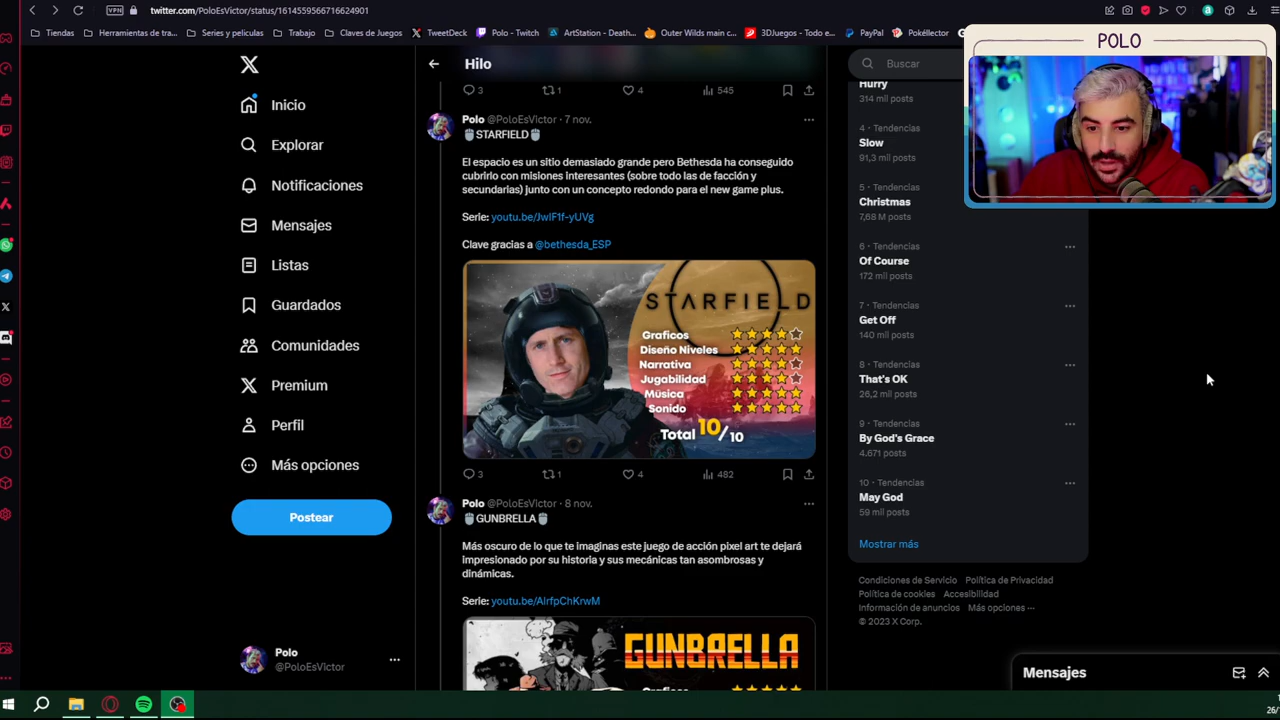 twitter.com/PoloEsVictor/status/1614559566716624901
VPN
Tiendas
Herramientas de tra...
Series y peliculas
Trabajo
Claves de Juegos
TweetDeck
Polo - Twitch
ArtStation - Death...
Outer Wilds main c...
3DJuegos - Todo e...
PayPal
Pokéllector
POLO
Inicio
Explorar
Notificaciones
Mensajes
Listas
Guardados
Comunidades
Premium
Perfil
Más opciones
Postear
Polo
@PoloEsVictor
Hilo
3 1 4 545
Polo @PoloEsVictor · 7 nov.
STARFIELD
El espacio es un sitio demasiado grande pero Bethesda ha conseguido
cubrirlo con misiones interesantes (sobre todo las de facción y
secundarias) junto con un concepto redondo para el new game plus.
Serie: youtu.be/JwIF1f-yUVg
Clave gracias a @bethesda_ESP
STARFIELD
Graficos
Diseño Niveles
Narrativa
Jugabilidad
Música
Sonido
Total 10/10
3 1 4 482
Polo @PoloEsVictor · 8 nov.
GUNBRELLA
Más oscuro de lo que te imaginas este juego de acción pixel art te dejará
impresionado por su historia y sus mecánicas tan asombrosas y
dinámicas.
Serie: youtu.be/AIrfpChKrwM
GUNBRELLA
Graficos
Buscar
Hurry
314 mil posts
4 · Tendencias
Slow
91,3 mil posts
5 · Tendencias
Christmas
7,68 M posts
6 · Tendencias
Of Course
172 mil posts
7 · Tendencias
Get Off
140 mil posts
8 · Tendencias
That's OK
26,2 mil posts
9 · Tendencias
By God's Grace
4.671 posts
10 · Tendencias
May God
59 mil posts
Mostrar más
Condiciones de Servicio Política de Privacidad
Política de cookies Accesibilidad
Información de anuncios Más opciones ···
© 2023 X Corp.
Mensajes